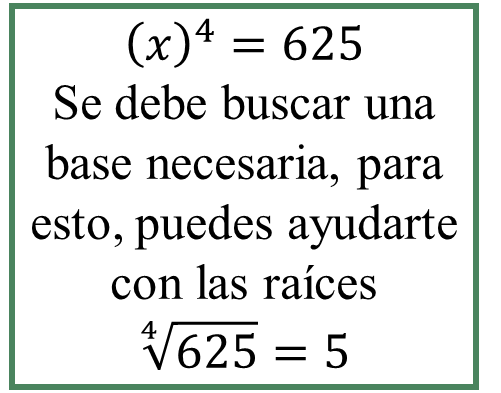 (x)⁴ = 625
Se debe buscar una
base necesaria, para
esto, puedes ayudarte
con las raíces
∜625 = 5